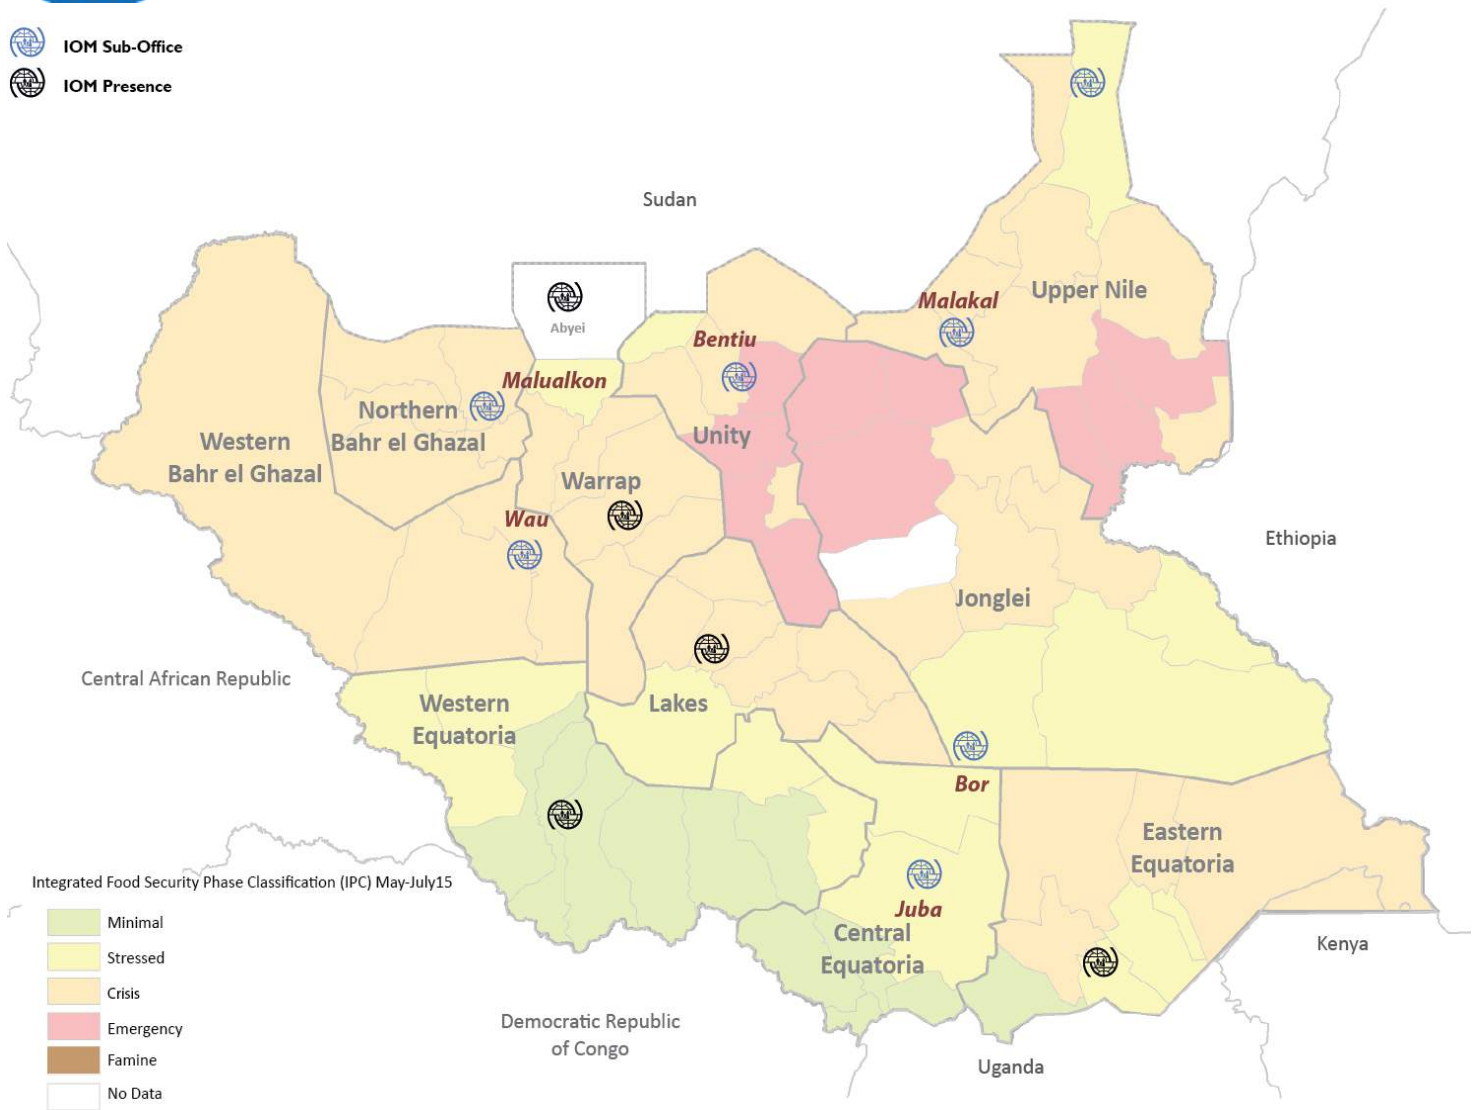 IOM Sub-Office
IOM Presence
Sudan
Upper Nile
Malakal
Abyei
Bentiu
Malualkon
Northern
Bahr el Ghazal
Western
Bahr el Ghazal
Unity
Warrap
Wau
Ethiopia
Jonglei
Central African Republic
Western
Equatoria
Lakes
Bor
Eastern
Equatoria
Juba
Central
Equatoria
Kenya
Democratic Republic
of Congo
Uganda
Integrated Food Security Phase Classification (IPC) May-July15
Minimal
Stressed
Crisis
Emergency
Famine
No Data